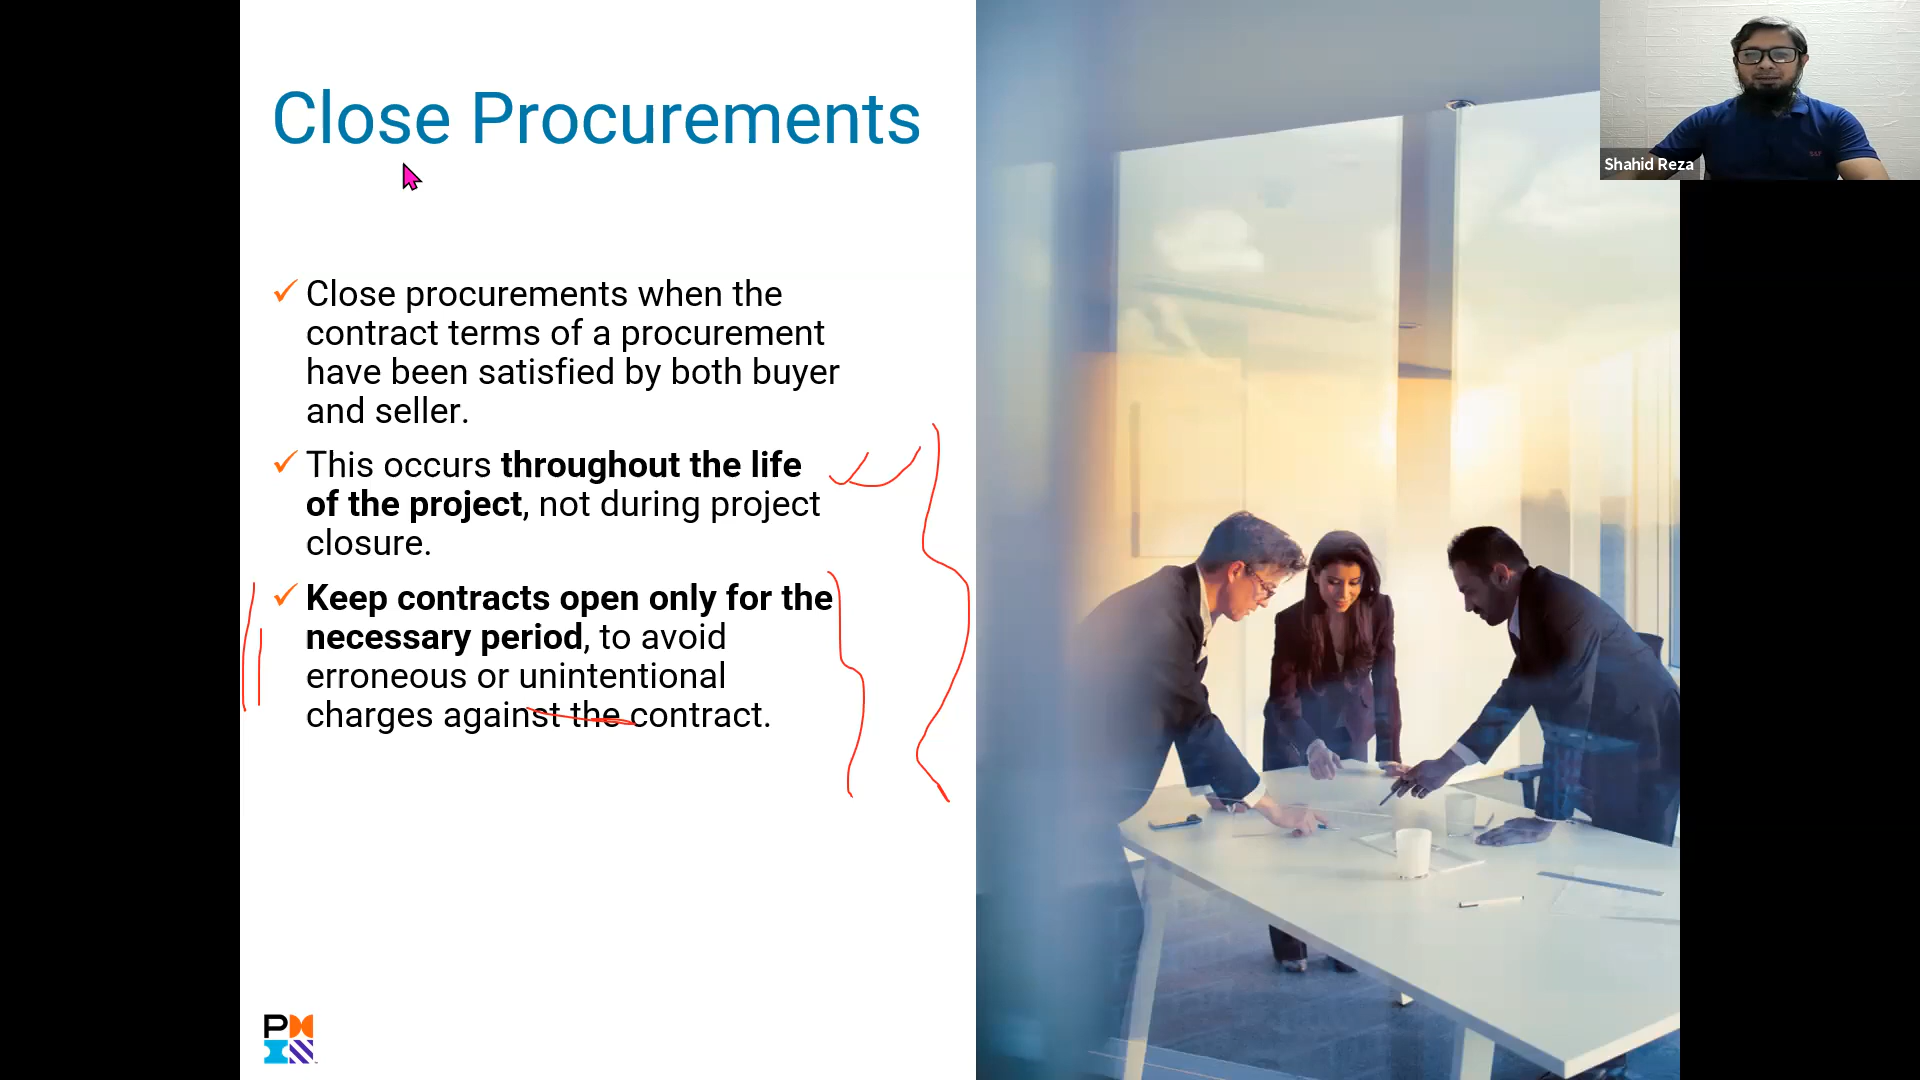 Close Procurements
Shahid Reza
✓ Close procurements when the
contract terms of a procurement
have been satisfied by both buyer
and seller.
✓ This occurs throughout the life
of the project, not during project
closure.
✓ Keep contracts open only for the
necessary period, to avoid
erroneous or unintentional
charges against the contract.